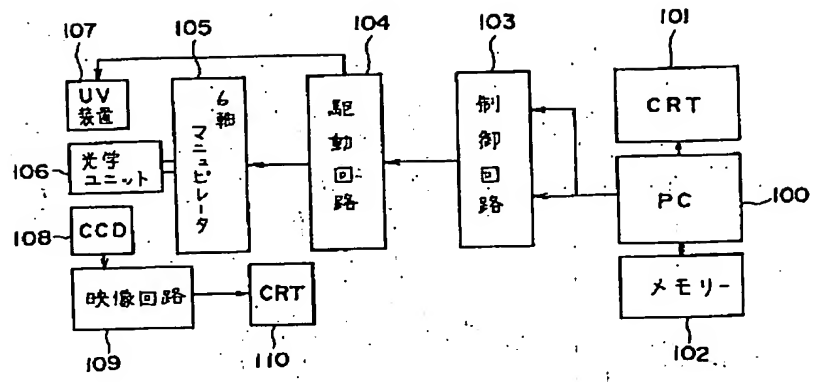 107
105
104
103
101
UV
装置
6軸
マニュピレータ
駆動回路
制御回路
CRT
106
光学
ユニット
PC
100
108
CCD
映像回路
CRT
メモリー
109
110
102